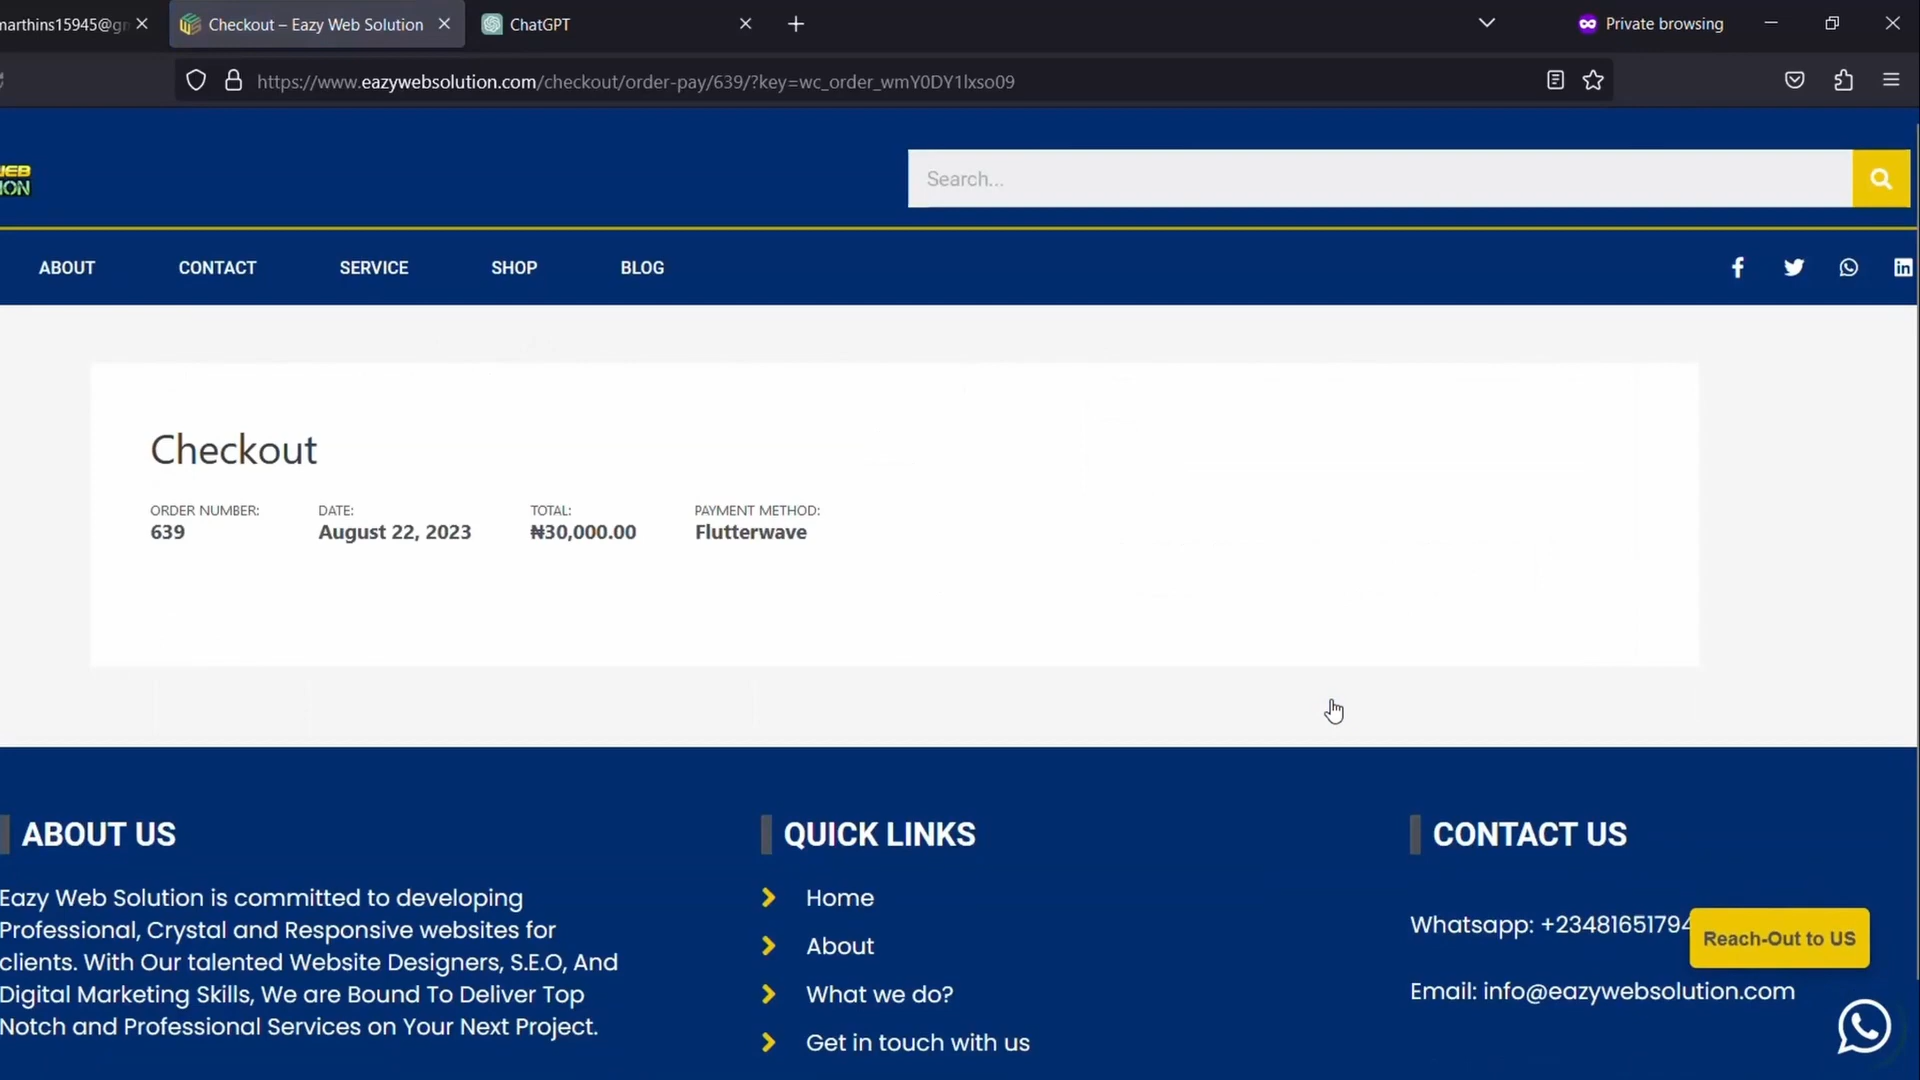 marthins15945@gm
Checkout – Eazy Web Solution
ChatGPT
Private browsing
https://www.eazywebsolution.com/checkout/order-pay/639/?key=wc_order_wmY0DY1lxso09
WEB
ION
Search...
ABOUT
CONTACT
SERVICE
SHOP
BLOG
Checkout
ORDER NUMBER:
639
DATE:
August 22, 2023
TOTAL:
₦30,000.00
PAYMENT METHOD:
Flutterwave
ABOUT US
Eazy Web Solution is committed to developing
Professional, Crystal and Responsive websites for
clients. With Our talented Website Designers, S.E.O, And
Digital Marketing Skills, We are Bound To Deliver Top
Notch and Professional Services on Your Next Project.
QUICK LINKS
Home
About
What we do?
Get in touch with us
CONTACT US
Whatsapp: +23481651794
Reach-Out to US
Email: info@eazywebsolution.com